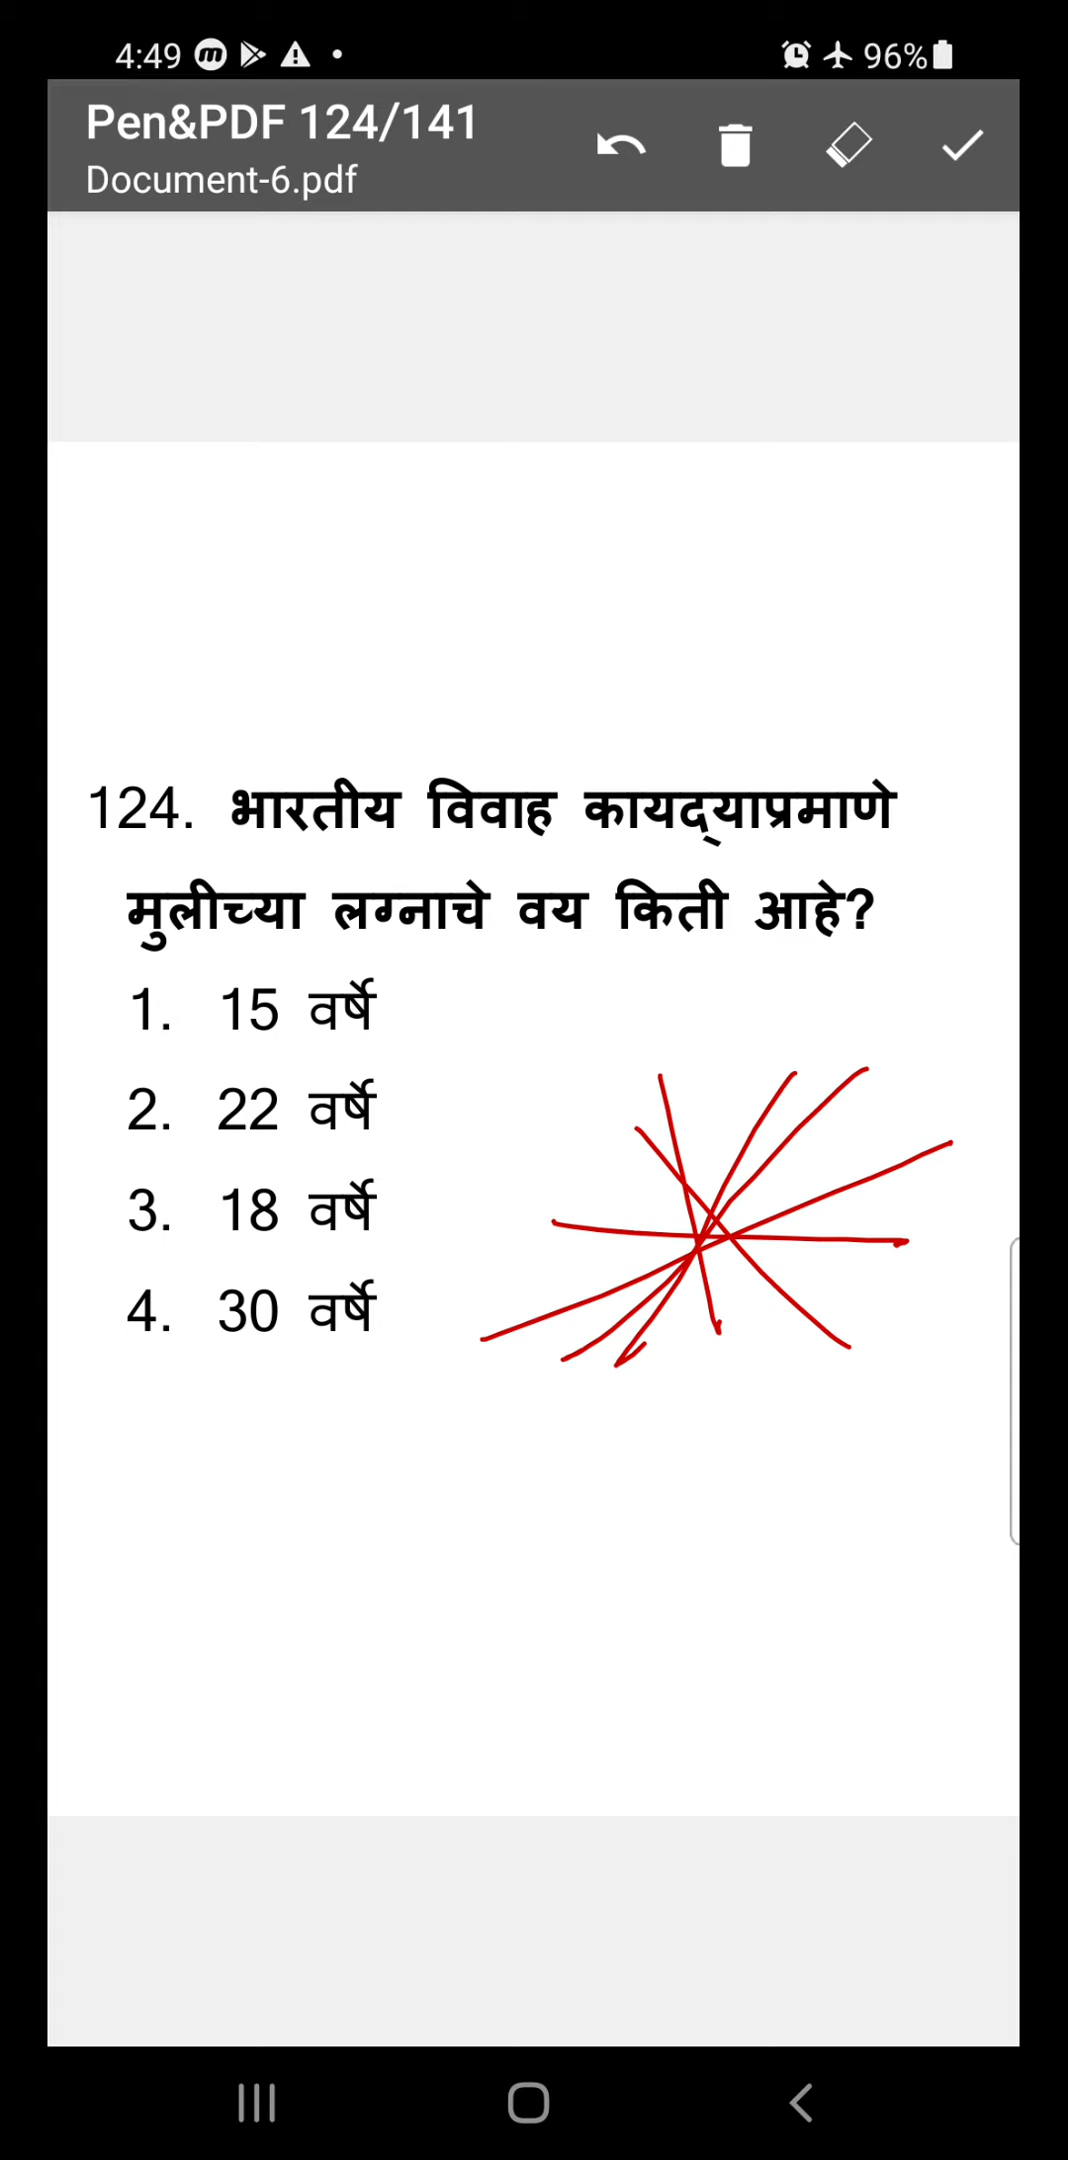 4:49
96%
Pen&PDF 124/141
Document-6.pdf
124. भारतीय विवाह कायद्‌याप्रमाणे
मुलीच्या लग्नाचे वय किती आहे?
1. 15 वर्षे
2. 22 वर्षे
3. 18 वर्षे
4. 30 वर्षे